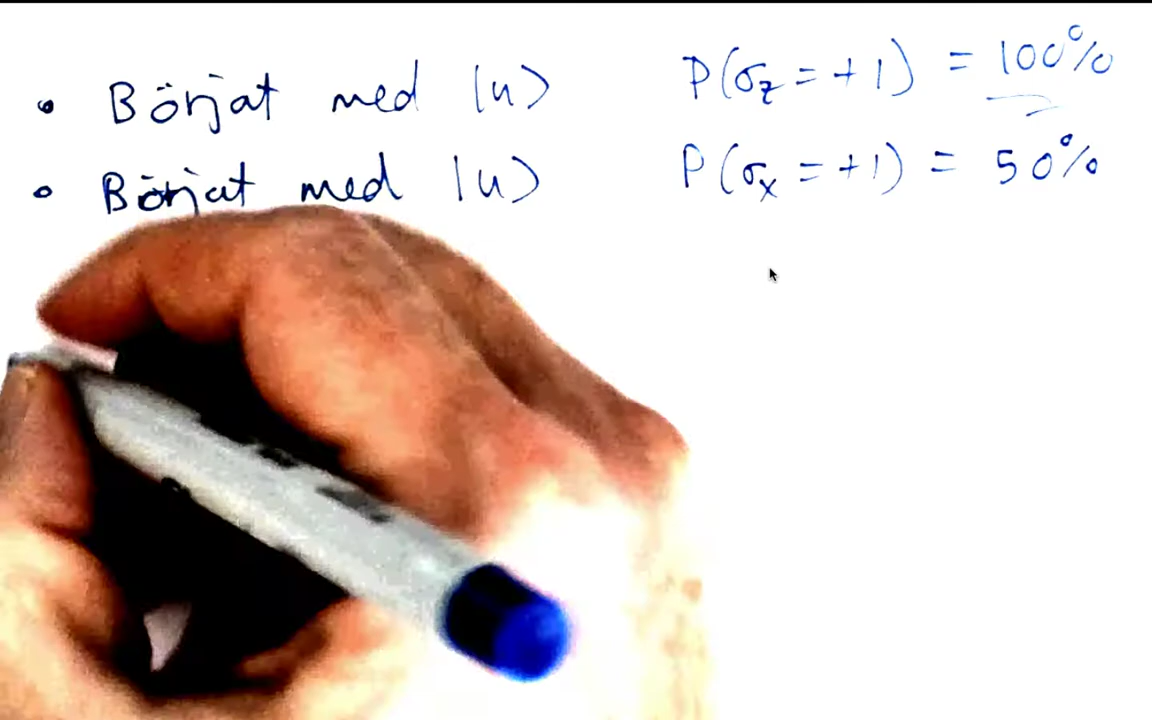 • Börjat med |u⟩ P(σz = +1) = 100%
• Börjat med |u⟩ P(σx = +1) = 50%